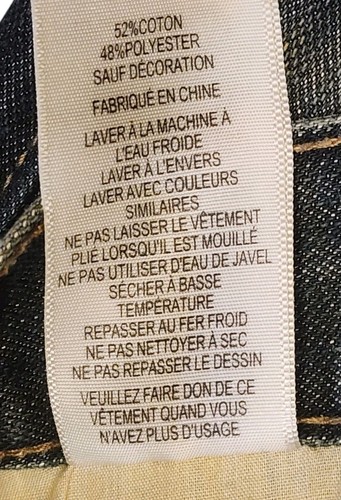 52%COTON
48%POLYESTER
SAUF DÉCORATION
FABRIQUÉ EN CHINE
LAVER À LA MACHINE À
L'EAU FROIDE
LAVER À L'ENVERS
LAVER AVEC COULEURS
SIMILAIRES
NE PAS LAISSER LE VÊTEMENT
PLIÉ LORSQU'IL EST MOUILLÉ
NE PAS UTILISER D'EAU DE JAVEL
SÉCHER À BASSE
TEMPÉRATURE
REPASSER AU FER FROID
NE PAS NETTOYER À SEC
NE PAS REPASSER LE DESSIN
VEUILLEZ FAIRE DON DE CE
VÊTEMENT QUAND VOUS
N'AVEZ PLUS D'USAGE